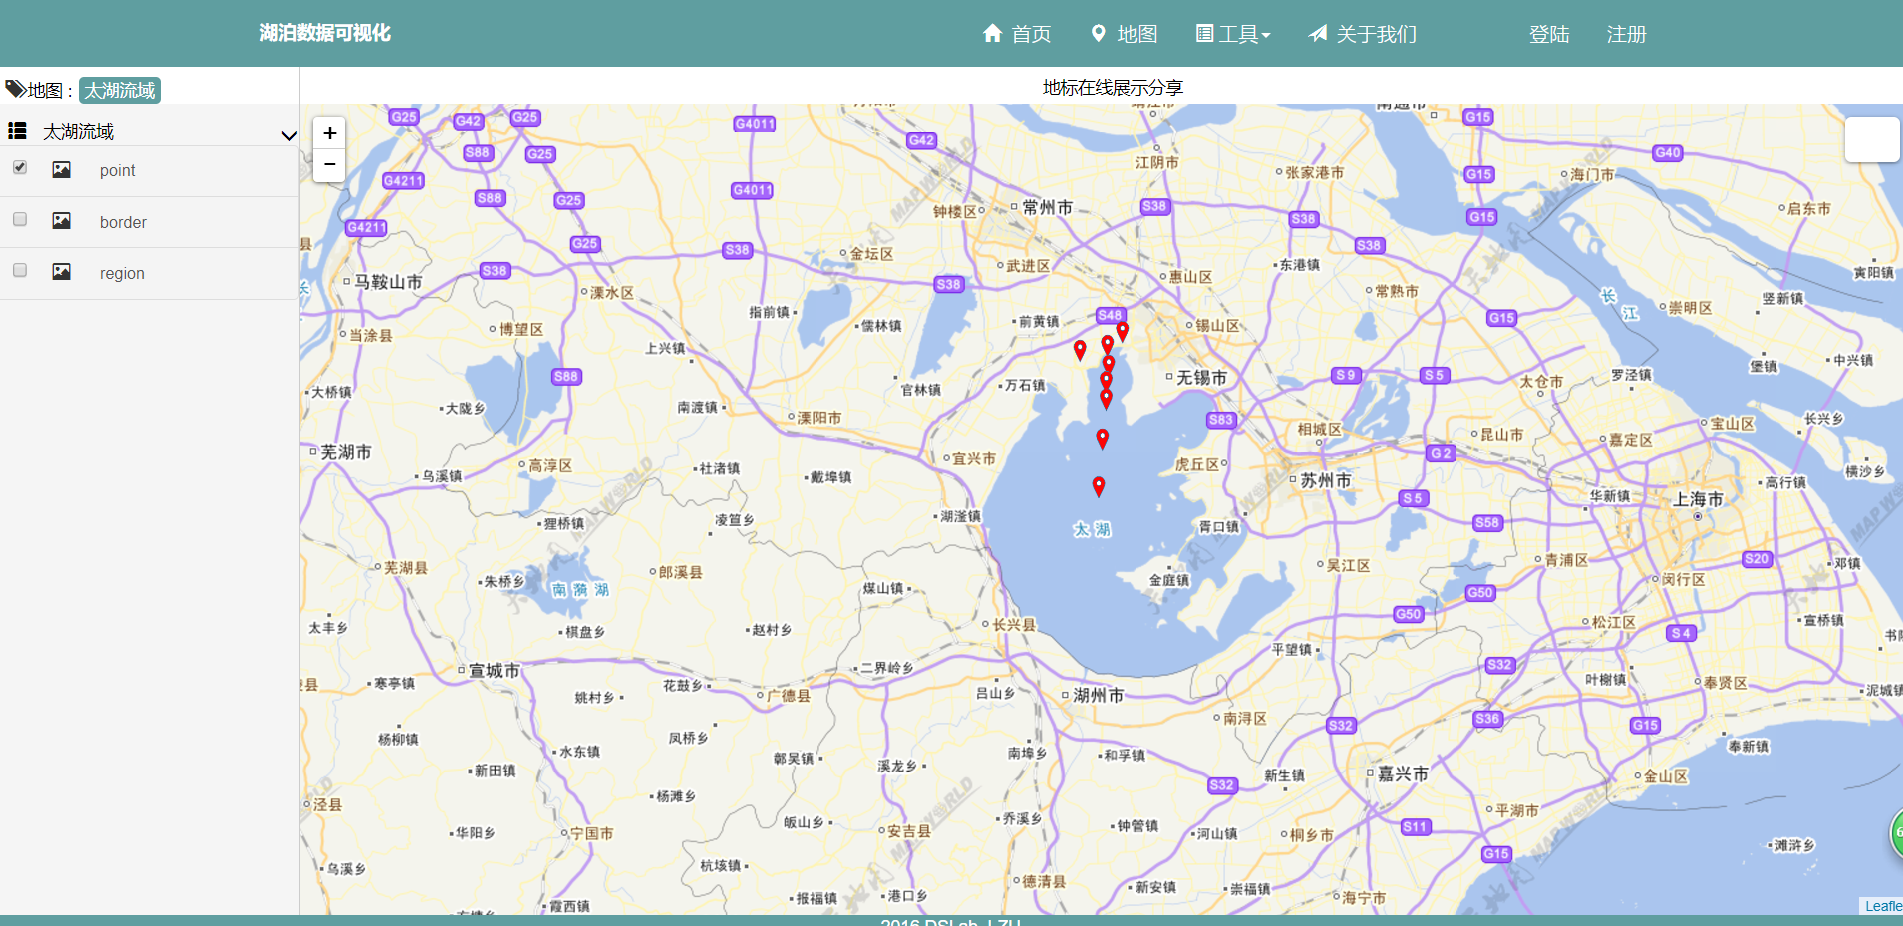 湖泊数据可视化
首页
地图
工具
关于我们
登陆
注册
地图：
太湖流域
地标在线展示分享
太湖流域
point
border
region
+
−
G25
G42
G25
G4011
G42
G15
S88
G25
江阴市
G40
G4211
G4011
张家港市
G15
海门市
S88
G25
钟楼区
常州市
S38
S38
G15
启东市
G4211
G25
S38
金坛区
武进区
S38
马鞍山市
S38
溧水区
S38
惠山区
东港镇
常熟市
寅阳镇
长江
竖新镇
崇明区
当涂县
博望区
指前镇
儒林镇
前黄镇
S48
锡山区
G15
上兴镇
S88
官林镇
万石镇
无锡市
S9
S5
太仓市
罗泾镇
堡镇
中兴镇
大桥镇
大陇乡
南渡镇
溧阳市
S83
相城区
昆山市
嘉定区
宝山区
长兴乡
芜湖市
乌溪镇
高淳区
社渚镇
戴埠镇
宜兴市
虎丘区
苏州市
G2
横沙乡
高行镇
S5
华新镇
上海市
狸桥镇
凌笪乡
湖㳇镇
太湖
胥口镇
S58
芜湖县
朱桥乡
南漪湖
郎溪县
煤山镇
金庭镇
吴江区
青浦区
S20
邓镇
闵行区
G50
G50
太丰乡
棋盘乡
赵村乡
长兴县
松江区
S4
宣桥镇
书院
宣城市
二界岭乡
平望镇
S32
寒亭镇
姚村乡
花鼓乡
广德县
吕山乡
湖州市
叶榭镇
奉贤区
泥城镇
杨柳镇
水东镇
凤桥乡
南浔区
S32
S36
G15
奉新镇
新田镇
鄣吴镇
溪龙乡
南埠乡
和孚镇
新生镇
嘉兴市
金山区
泾县
杨滩乡
S32
华阳乡
宁国市
皈山乡
安吉县
乔溪乡
钟管镇
河山镇
桐乡市
S11
平湖市
G15
滩浒乡
乌溪乡
杭垓镇
德清县
新安镇
崇福镇
海宁市
霞西镇
报福镇
港口乡
MAPWORLD
天地图
Leafle
2016 DSLab, LZU